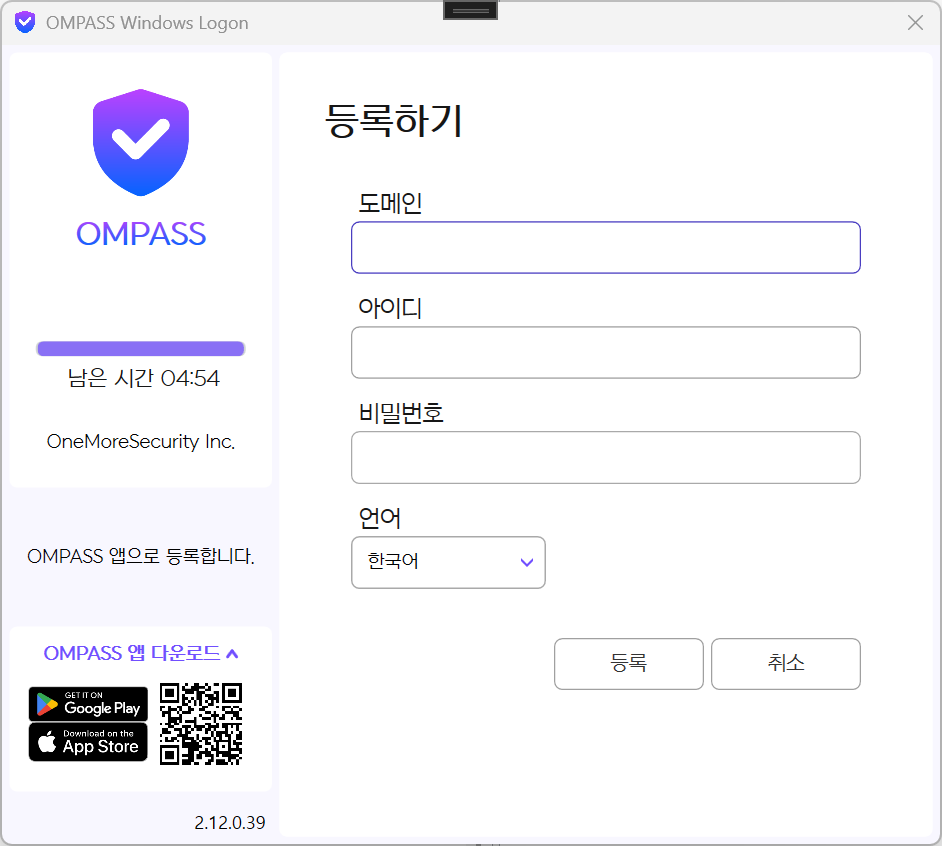 OMPASS Windows Logon
OMPASS
남은 시간 04:54
OneMoreSecurity Inc.
OMPASS 앱으로 등록합니다.
OMPASS 앱 다운로드
GET IT ON
Google Play
Download on the
App Store
2.12.0.39
등록하기
도메인
아이디
비밀번호
언어
한국어
등록
취소